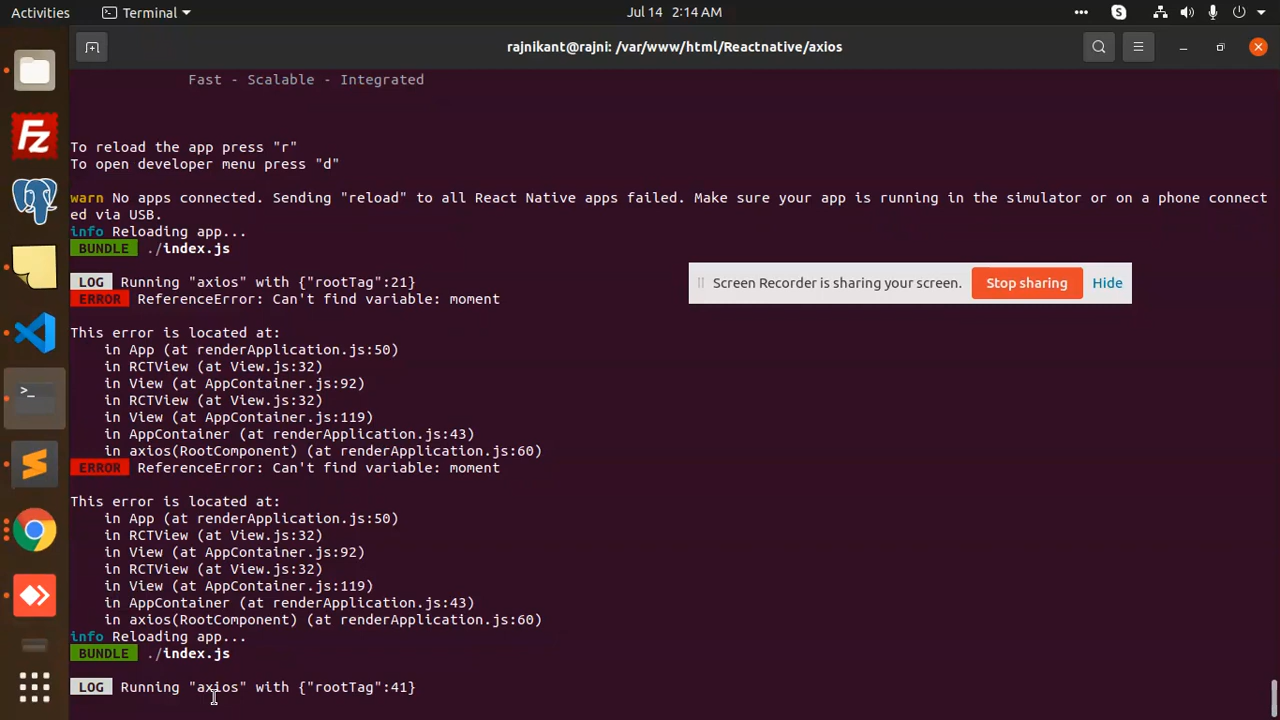 Activities
Terminal
Jul 14 2:14 AM
rajnikant@rajni: /var/www/html/Reactnative/axios
Fast - Scalable - Integrated
To reload the app press "r"
To open developer menu press "d"
warn No apps connected. Sending "reload" to all React Native apps failed. Make sure your app is running in the simulator or on a phone connect
ed via USB.
info Reloading app...
BUNDLE ./index.js
LOG Running "axios" with {"rootTag":21}
Screen Recorder is sharing your screen. Stop sharing Hide
ERROR ReferenceError: Can't find variable: moment
This error is located at:
in App (at renderApplication.js:50)
in RCTView (at View.js:32)
in View (at AppContainer.js:92)
in RCTView (at View.js:32)
in View (at AppContainer.js:119)
in AppContainer (at renderApplication.js:43)
in axios(RootComponent) (at renderApplication.js:60)
ERROR ReferenceError: Can't find variable: moment
This error is located at:
in App (at renderApplication.js:50)
in RCTView (at View.js:32)
in View (at AppContainer.js:92)
in RCTView (at View.js:32)
in View (at AppContainer.js:119)
in AppContainer (at renderApplication.js:43)
in axios(RootComponent) (at renderApplication.js:60)
info Reloading app...
BUNDLE ./index.js
LOG Running "axios" with {"rootTag":41}